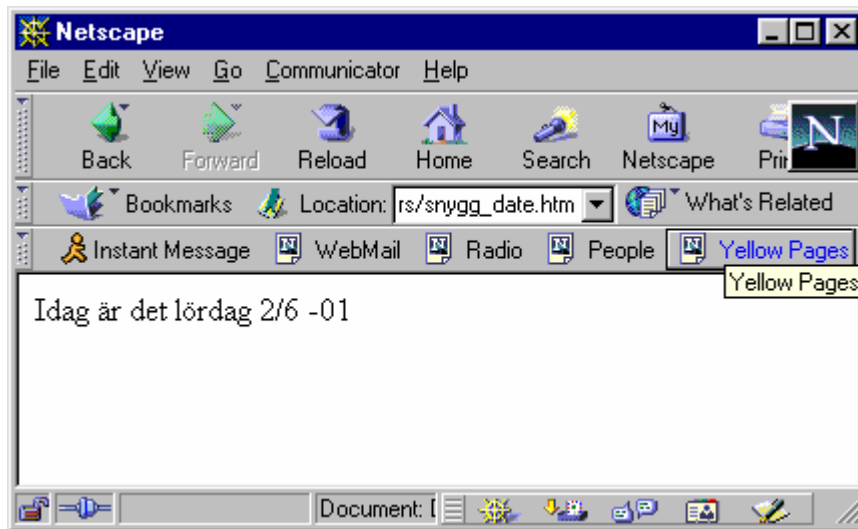 Netscape
File Edit View Go Communicator Help
Back Forward Reload Home Search My Netscape Pri N
Bookmarks Location: rs/snygg_date.htm What's Related
Instant Message WebMail Radio People Yellow Pages
Yellow Pages
Idag är det lördag 2/6 -01
Document: